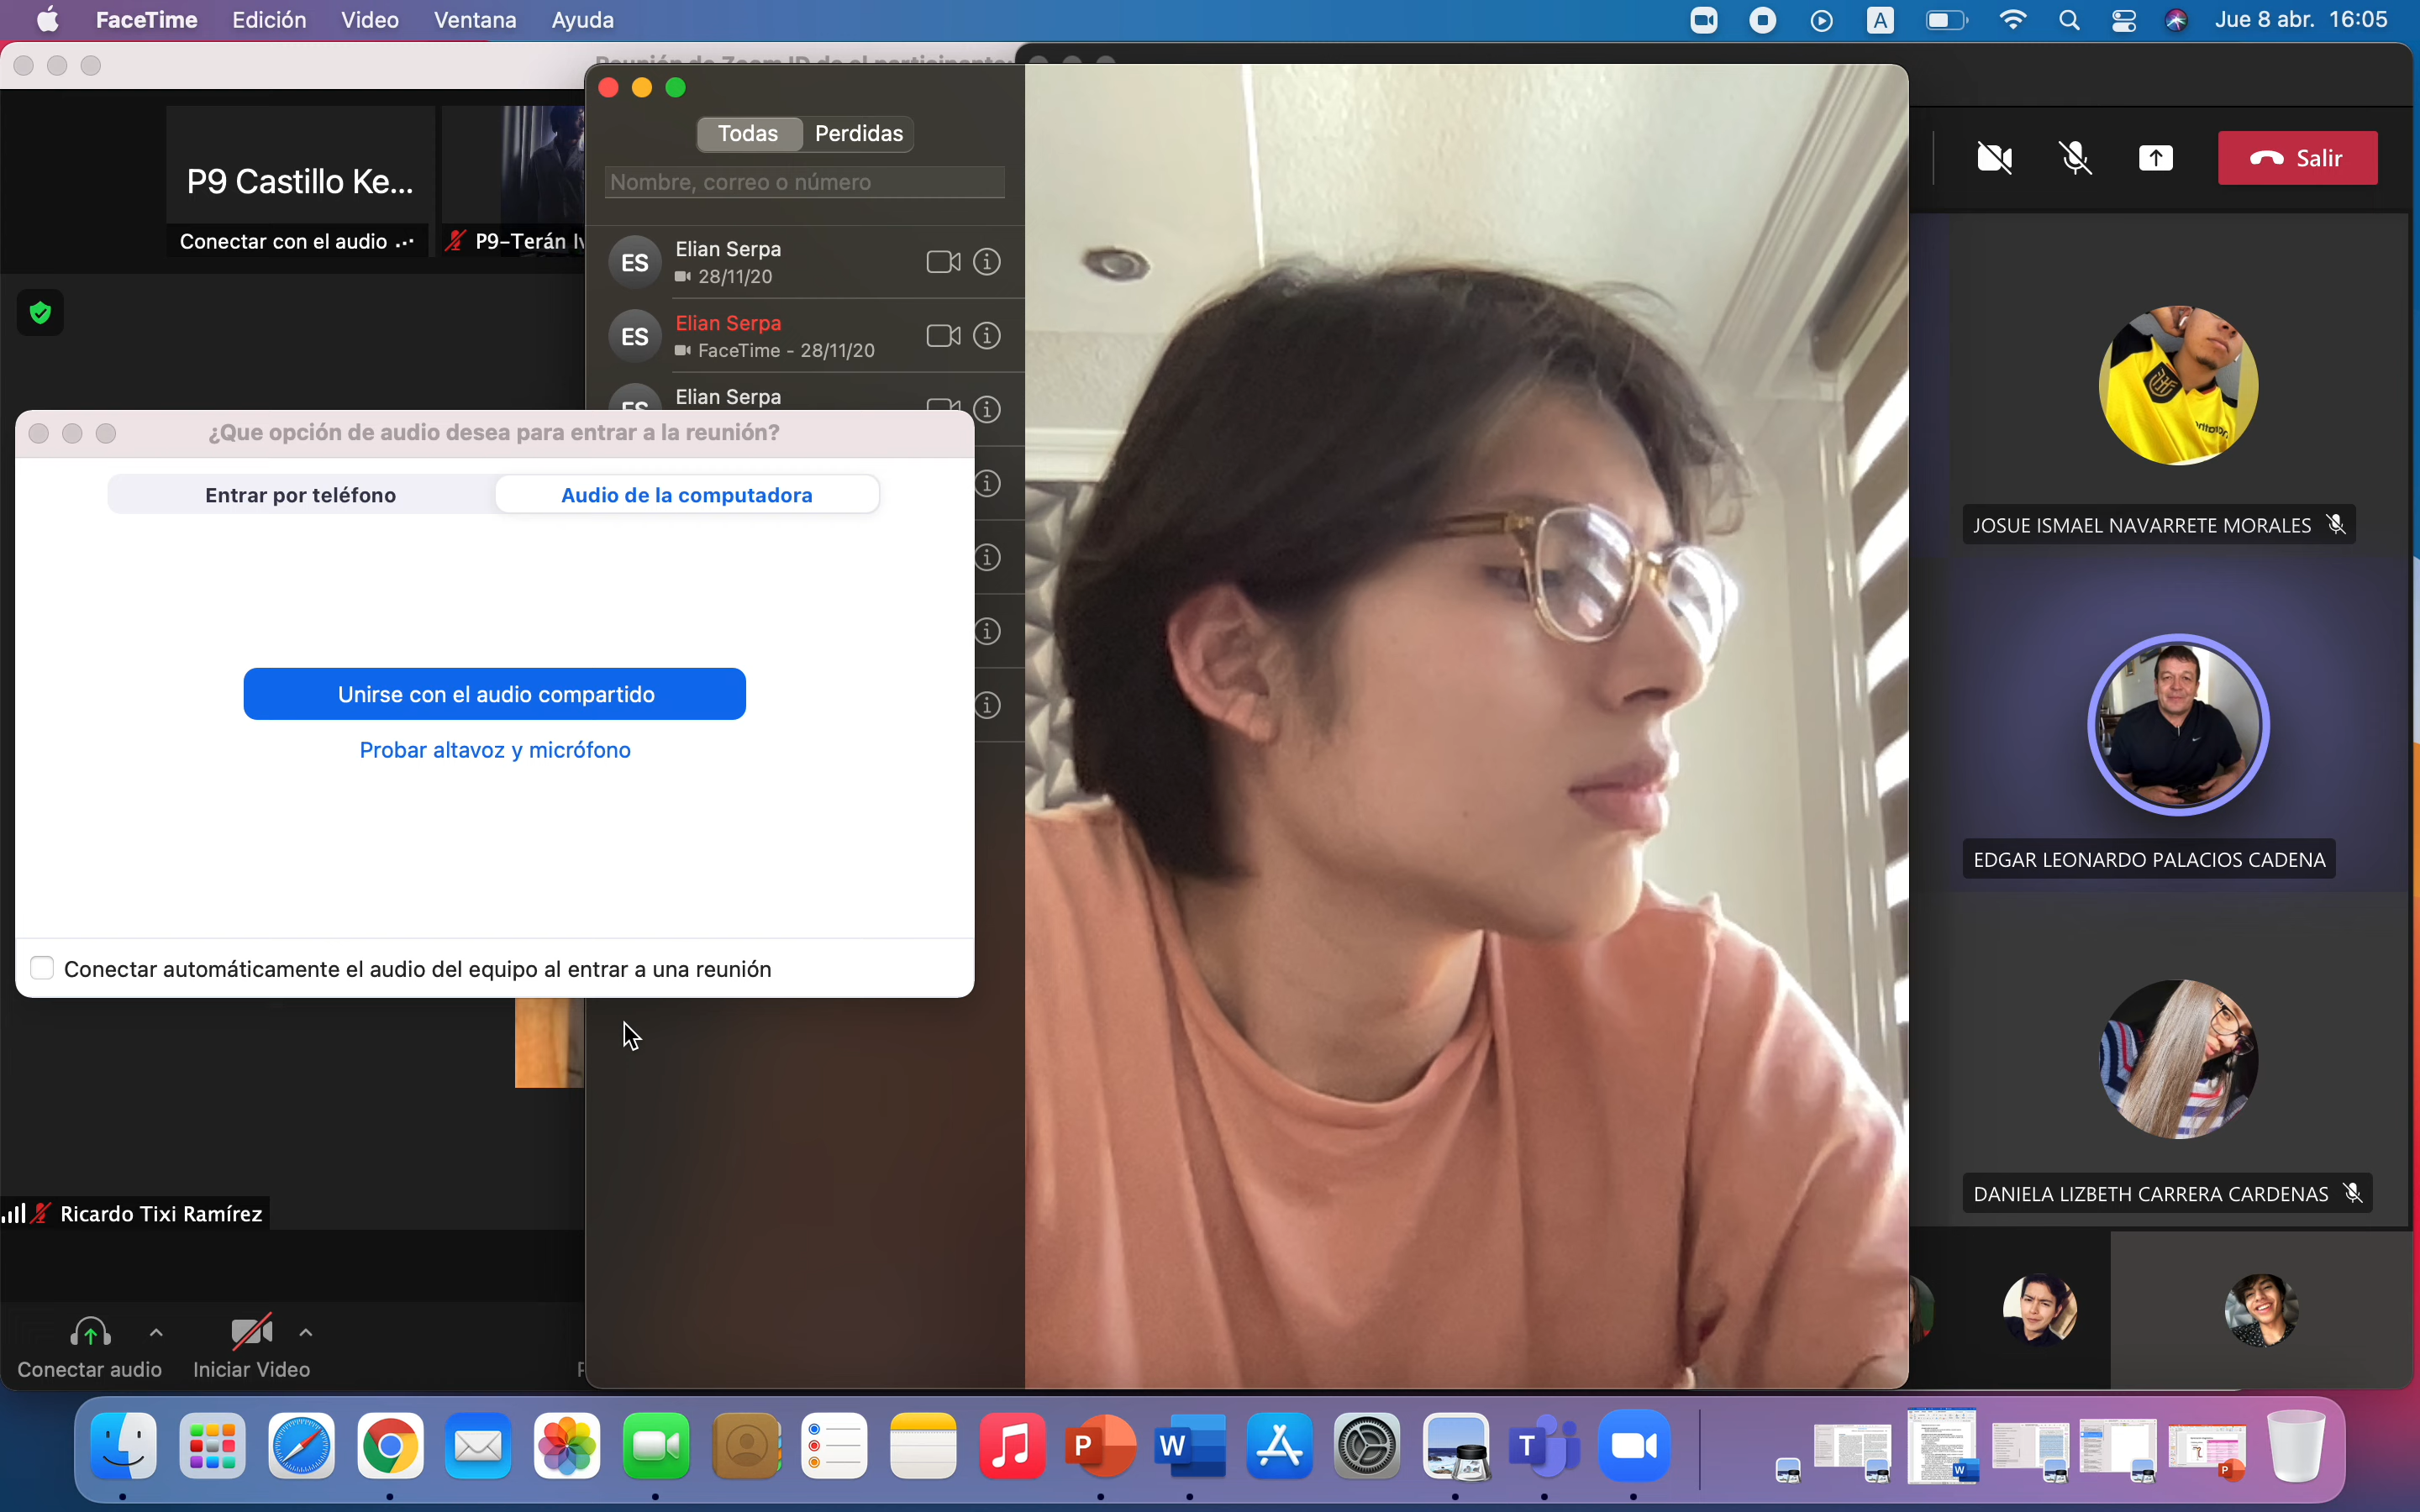 FaceTime Edición Video Ventana Ayuda
A Jue 8 abr. 16:05
Todas Perdidas
Nombre, correo o número
P9 Castillo Ke...
Conectar con el audio ...
P9-Terán
ES Elian Serpa
28/11/20
ES Elian Serpa
FaceTime - 28/11/20
ES Elian Serpa
Salir
¿Que opción de audio desea para entrar a la reunión?
Entrar por teléfono Audio de la computadora
Unirse con el audio compartido
Probar altavoz y micrófono
Conectar automáticamente el audio del equipo al entrar a una reunión
JOSUE ISMAEL NAVARRETE MORALES
EDGAR LEONARDO PALACIOS CADENA
DANIELA LIZBETH CARRERA CARDENAS
Ricardo Tixi Ramírez
Conectar audio Iniciar Video
P W T
W P